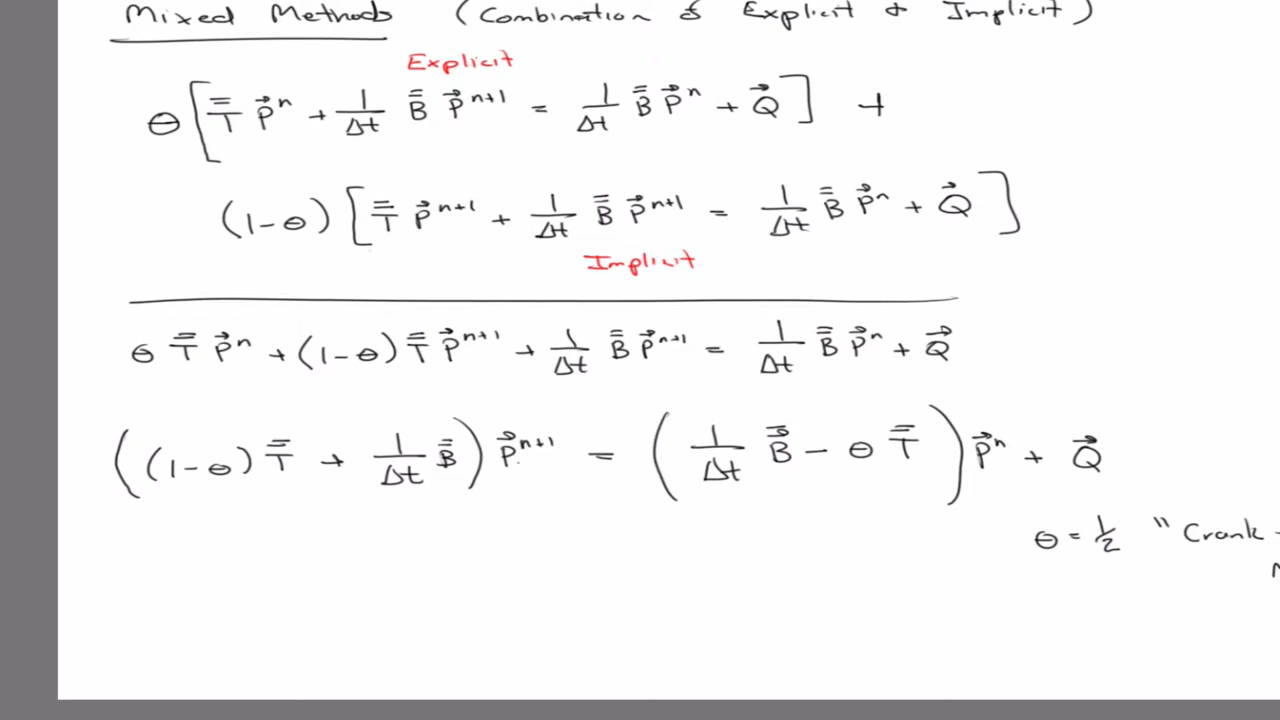 Mixed Methods (Combination of Explicit & Implicit)
Explicit
θ[T̿ P⃗ⁿ + 1/Δt B̿ P⃗ⁿ⁺¹ = 1/Δt B̿ P⃗ⁿ + Q⃗] +
(1-θ)[T̿ P⃗ⁿ⁺¹ + 1/Δt B̿ P⃗ⁿ⁺¹ = 1/Δt B̿ P⃗ⁿ + Q⃗]
Implicit
θ T̿ P⃗ⁿ + (1-θ) T̿ P⃗ⁿ⁺¹ + 1/Δt B̿ P⃗ⁿ⁺¹ = 1/Δt B̿ P⃗ⁿ + Q⃗
((1-θ) T̿ + 1/Δt B̿) P⃗ⁿ⁺¹ = (1/Δt B̿ - θ T̿) P⃗ⁿ + Q⃗
θ = 1/2 "Crank-